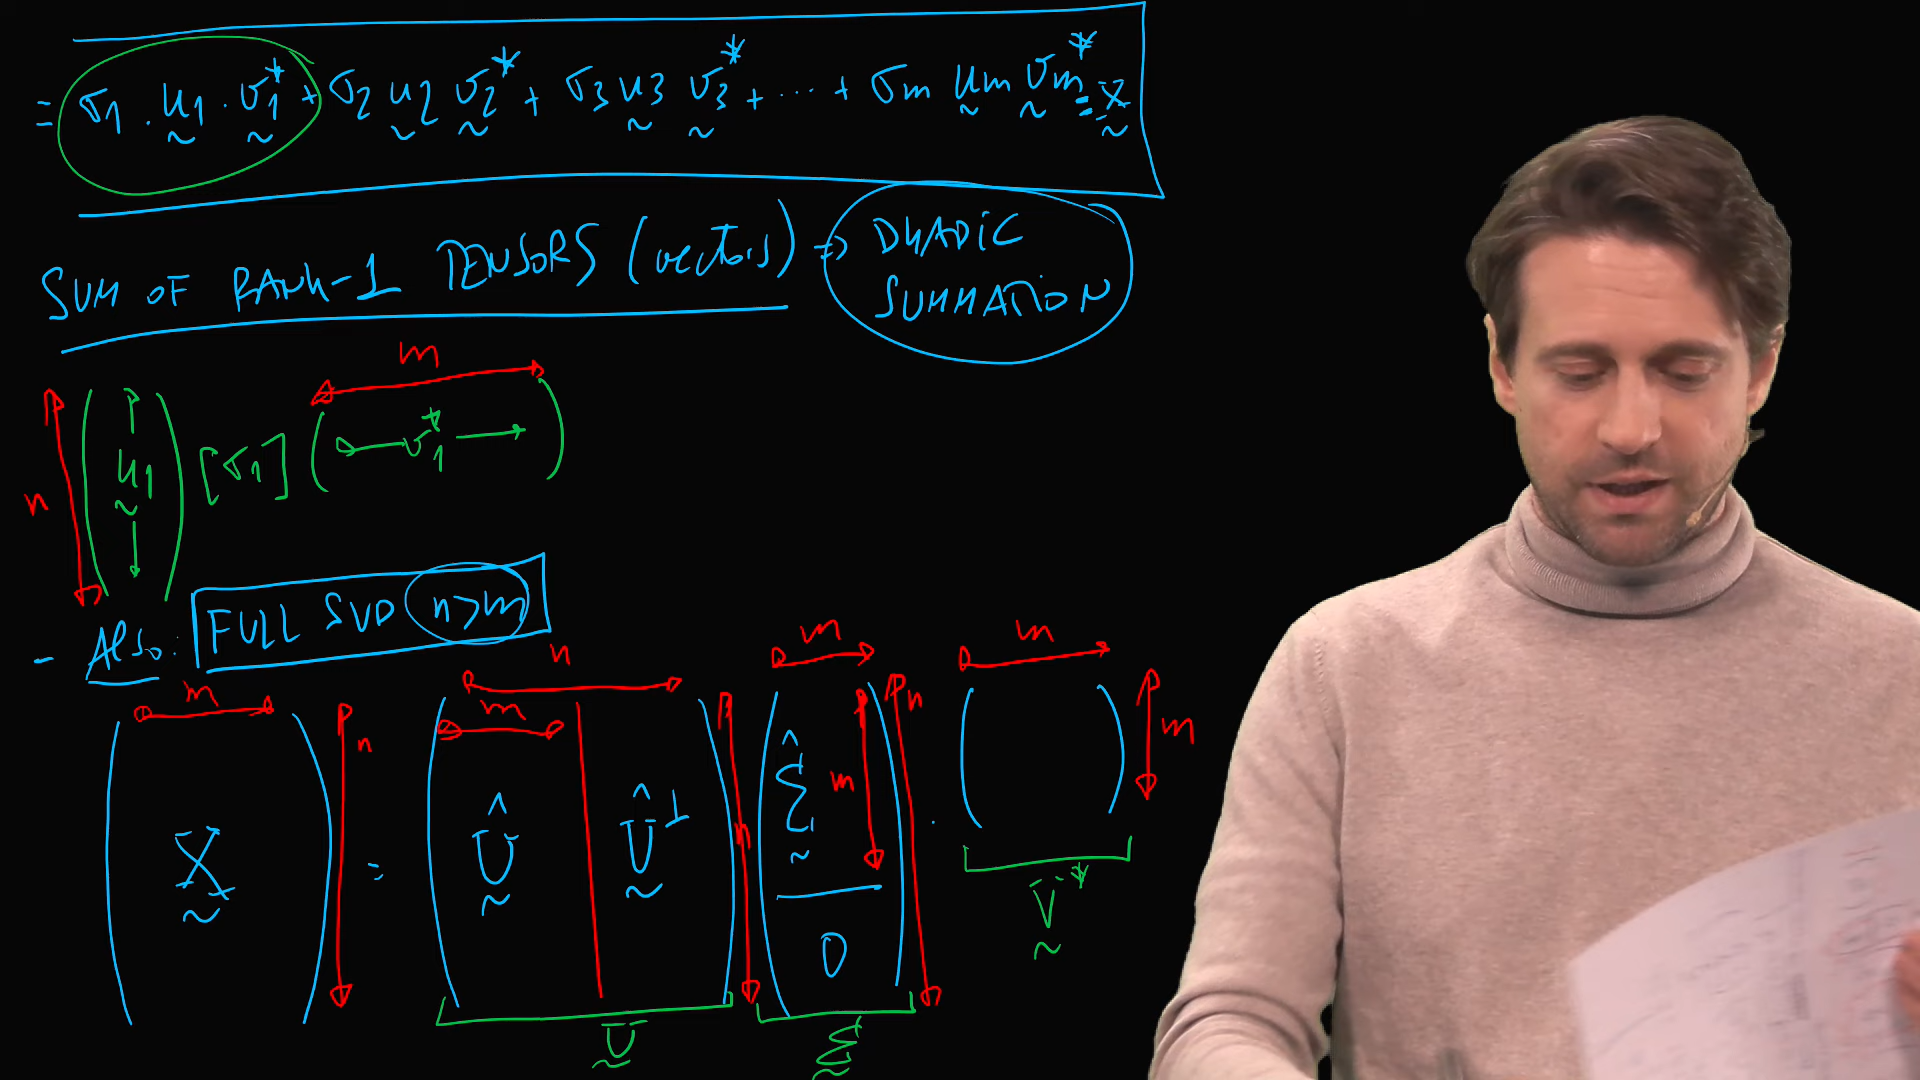 = σ1 . u1 . v1* + σ2 u2 v2* + σ3 u3 v3* + ... + σm um vm* = X
SUM OF RANK-1 TENSORS (vectors) => DYADIC SUMMATION
m
n
u1 [σ1] v1*
- Also: FULL SVD n>m
m n m m
m n m
n n m
X = Û Û⊥ Σ̂ . V*
0
U Σ